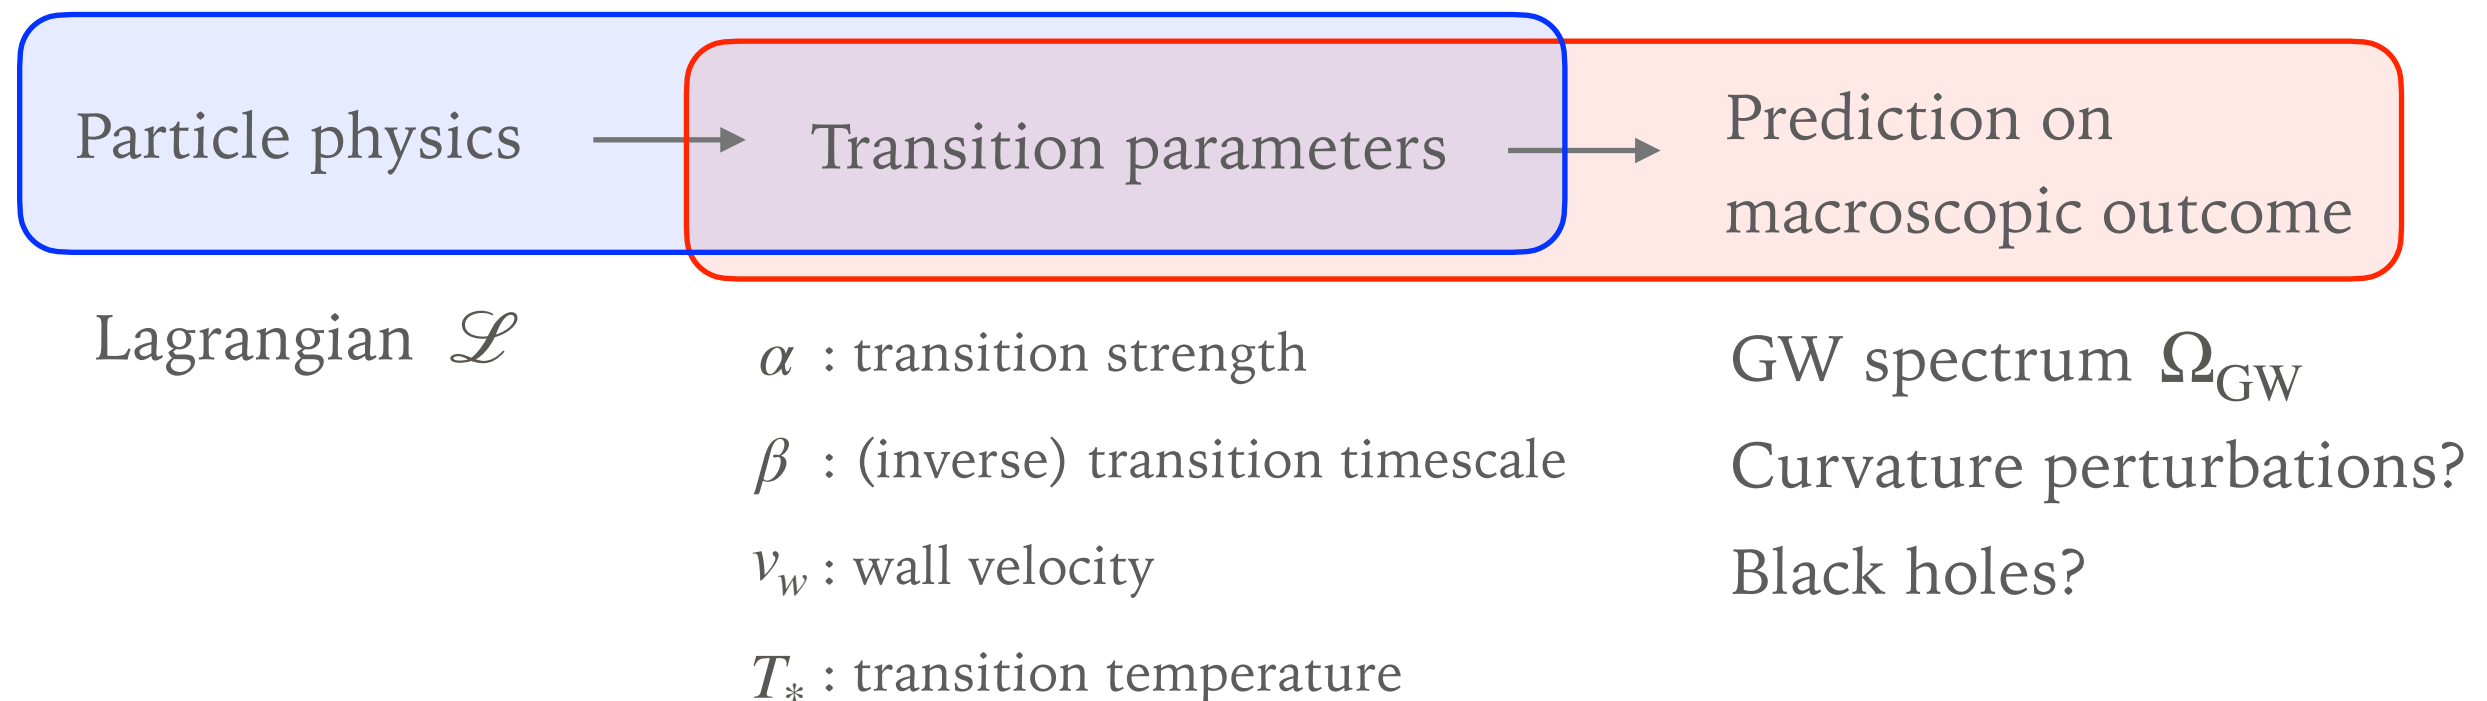 Particle physics
Transition parameters
Prediction on
macroscopic outcome
Lagrangian ℒ
α : transition strength
β : (inverse) transition timescale
v_w : wall velocity
T_* : transition temperature
GW spectrum Ω_GW
Curvature perturbations?
Black holes?